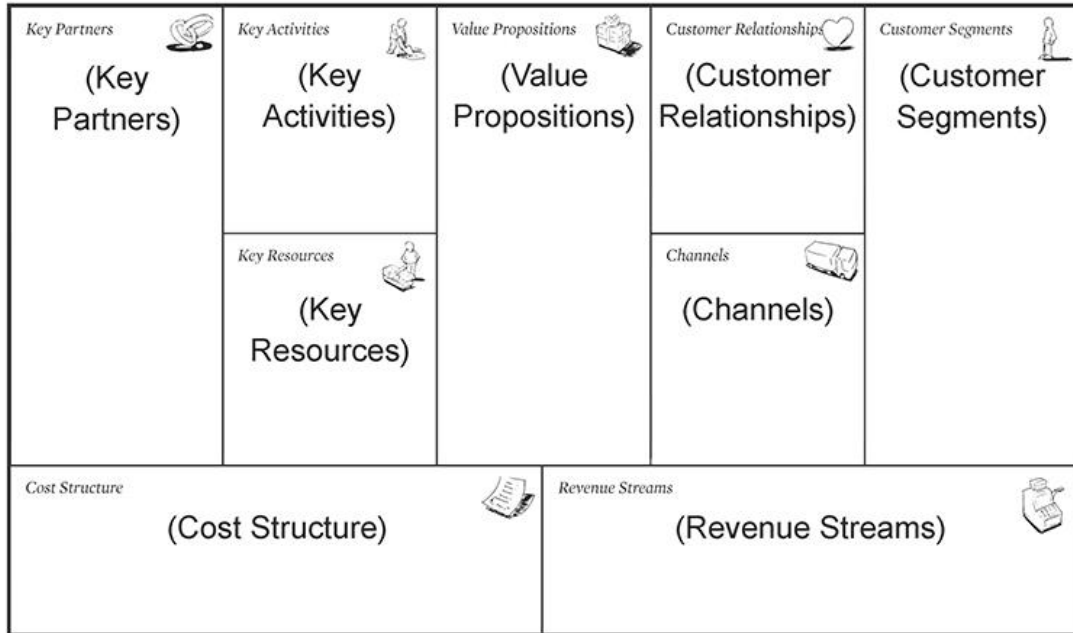 Key Partners
(Key
Partners)
Key Activities
(Key
Activities)
Key Resources
(Key
Resources)
Value Propositions
(Value
Propositions)
Customer Relationships
(Customer
Relationships)
Channels
(Channels)
Customer Segments
(Customer
Segments)
Cost Structure
(Cost Structure)
Revenue Streams
(Revenue Streams)